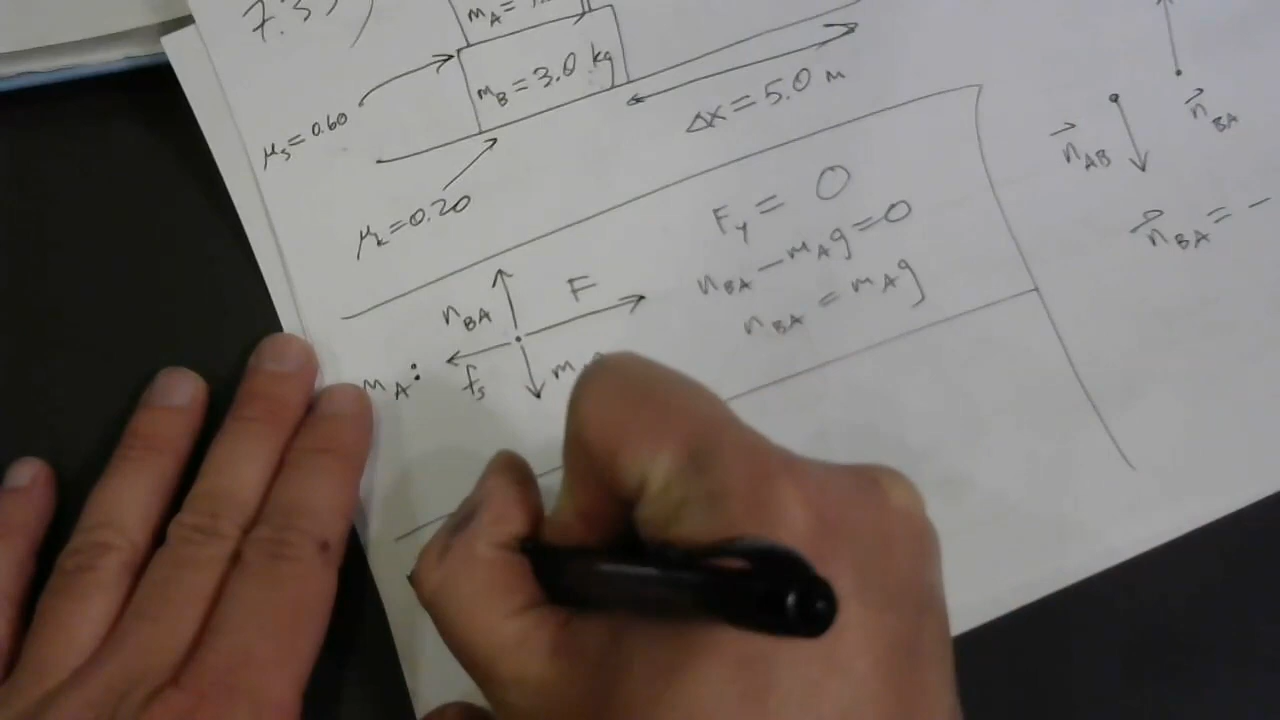 7.3
m_A =
m_B = 3.0 kg
μ_s = 0.60
Δx = 5.0 m
μ_k = 0.20
n_BA
n_AB
n_BA = -
F_y = 0
n_BA - m_A g = 0
n_BA = m_A g
n_BA
F
m_A:
f_s
m